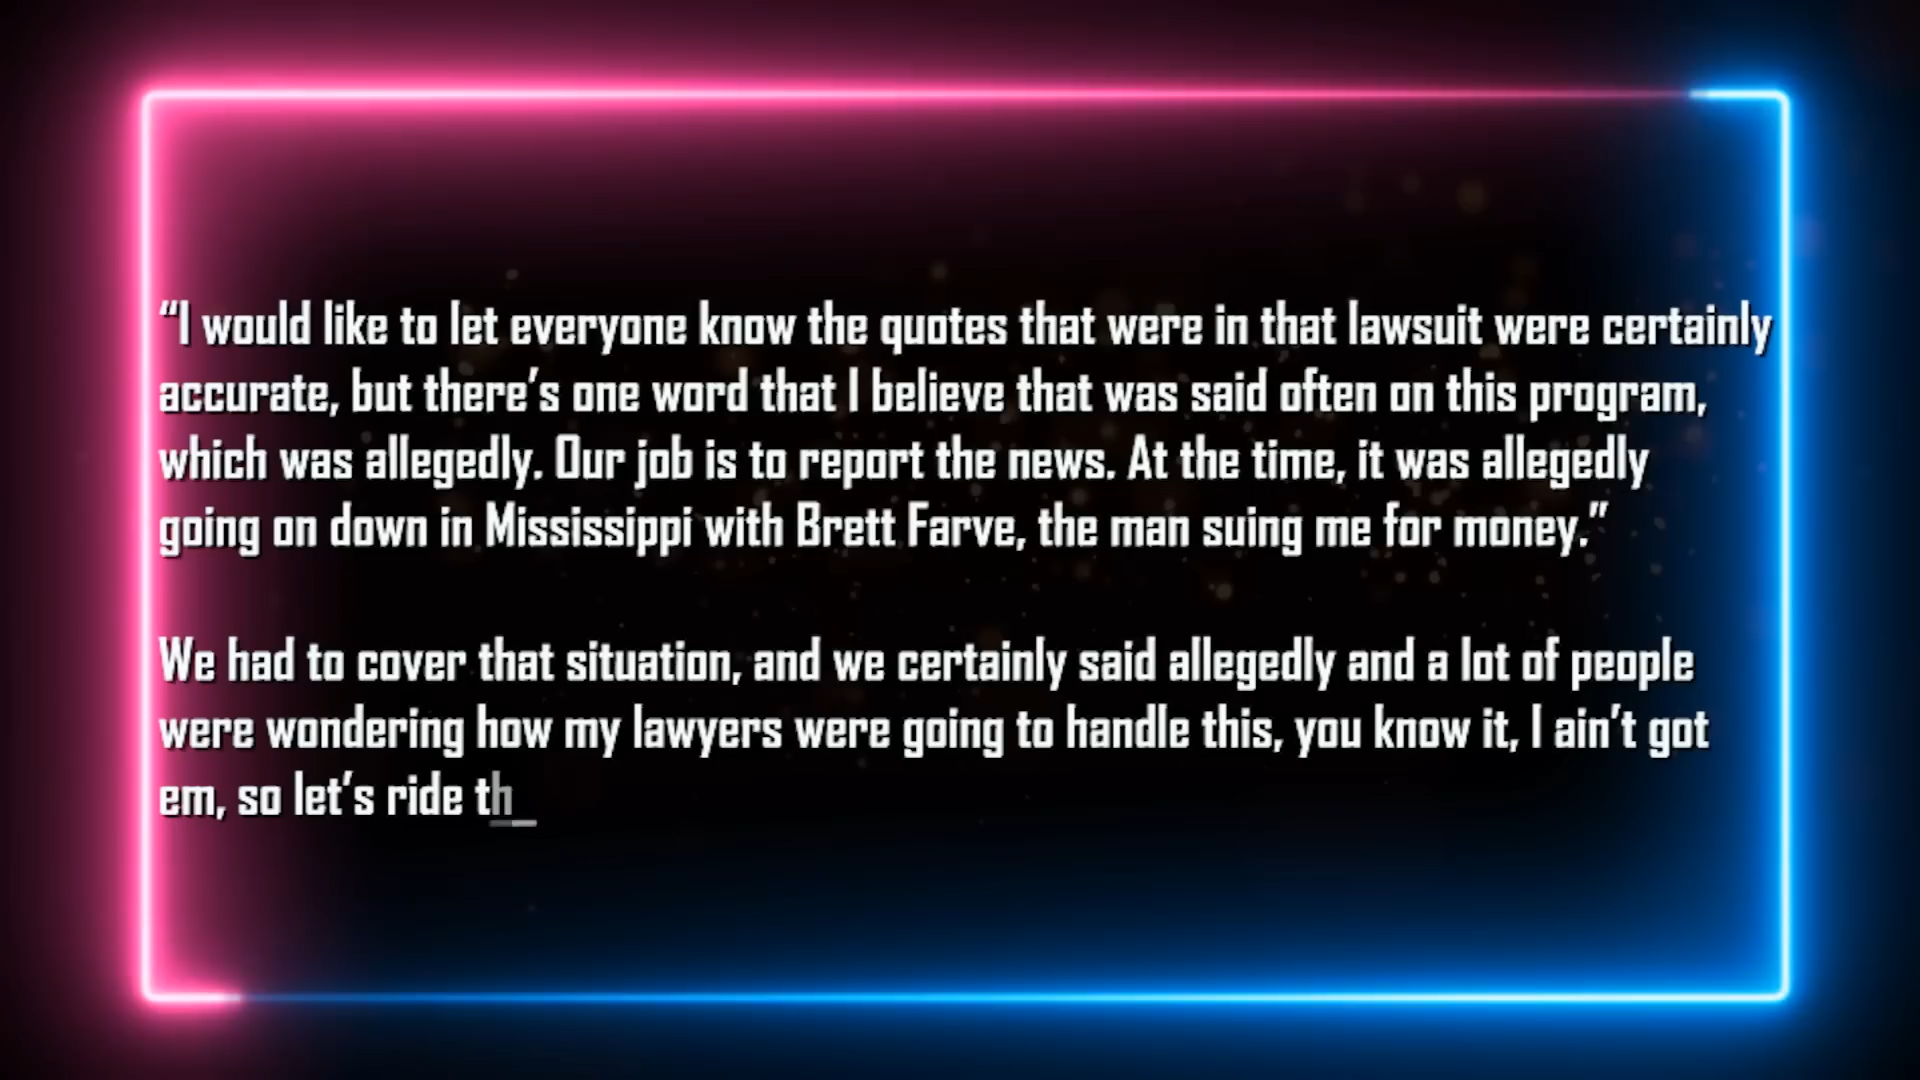 “I would like to let everyone know the quotes that were in that lawsuit were certainly
accurate, but there’s one word that I believe that was said often on this program,
which was allegedly. Our job is to report the news. At the time, it was allegedly
going on down in Mississippi with Brett Farve, the man suing me for money.”
We had to cover that situation, and we certainly said allegedly and a lot of people
were wondering how my lawyers were going to handle this, you know it, I ain’t got
em, so let’s ride th_